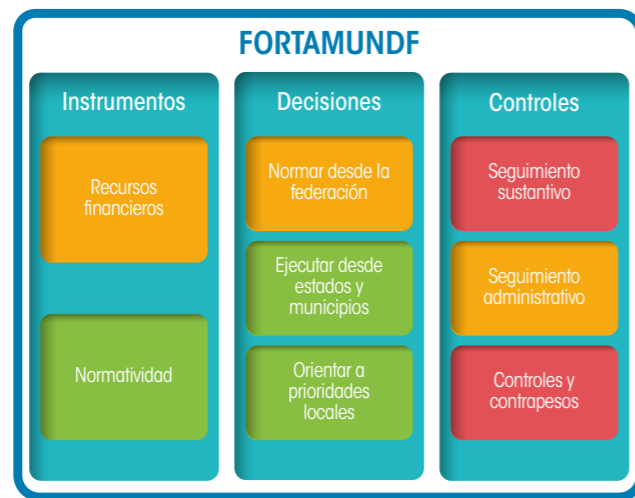 FORTAMUNDF
Instrumentos
Recursos
financieros
Normatividad
Decisiones
Normar desde la
federación
Ejecutar desde
estados y
municipios
Orientar a
prioridades
locales
Controles
Seguimiento
sustantivo
Seguimiento
administrativo
Controles y
contrapesos